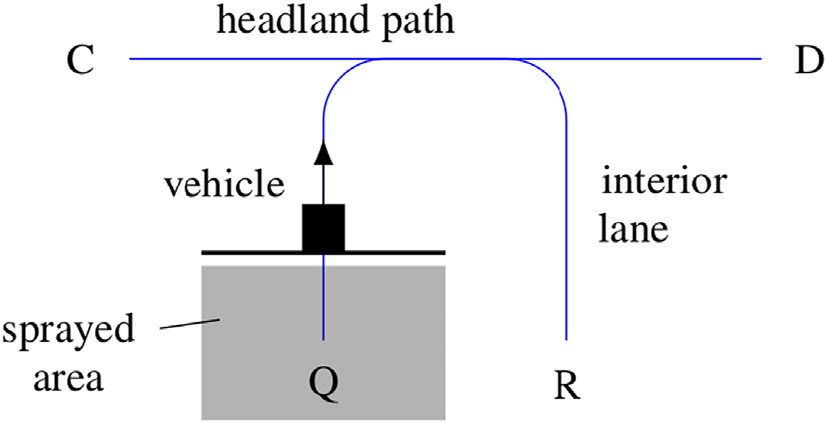 headland path
C
D
vehicle
interior
lane
sprayed
area
Q
R